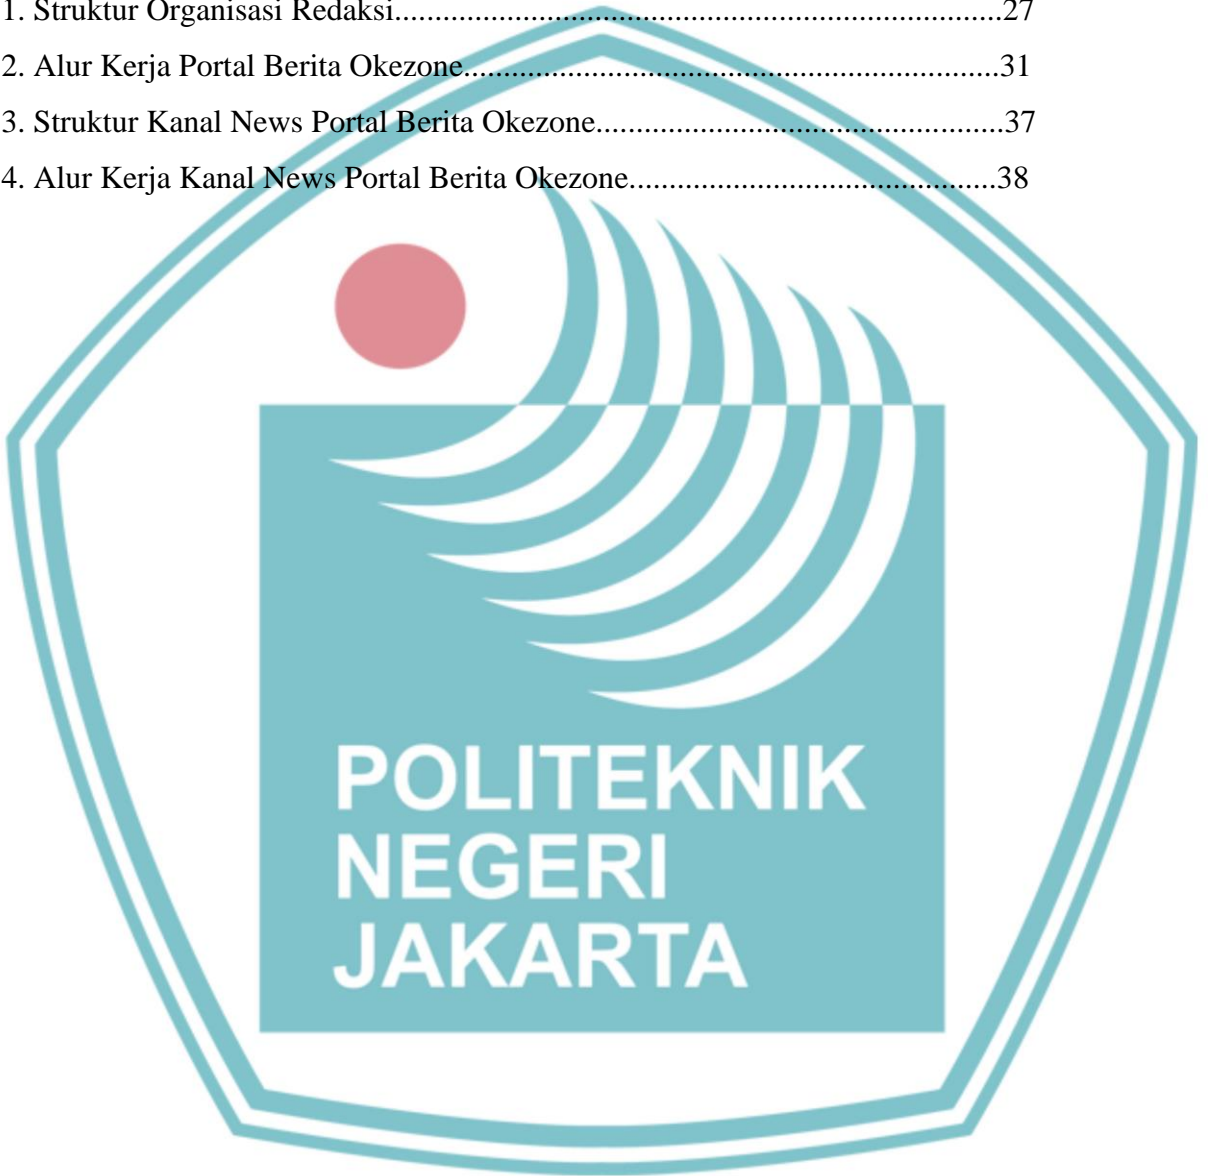 1. Struktur Organisasi Redaksi............................................................................27
2. Alur Kerja Portal Berita Okezone...................................................................31
3. Struktur Kanal News Portal Berita Okezone...................................................37
4. Alur Kerja Kanal News Portal Berita Okezone..............................................38
POLITEKNIK
NEGERI
JAKARTA